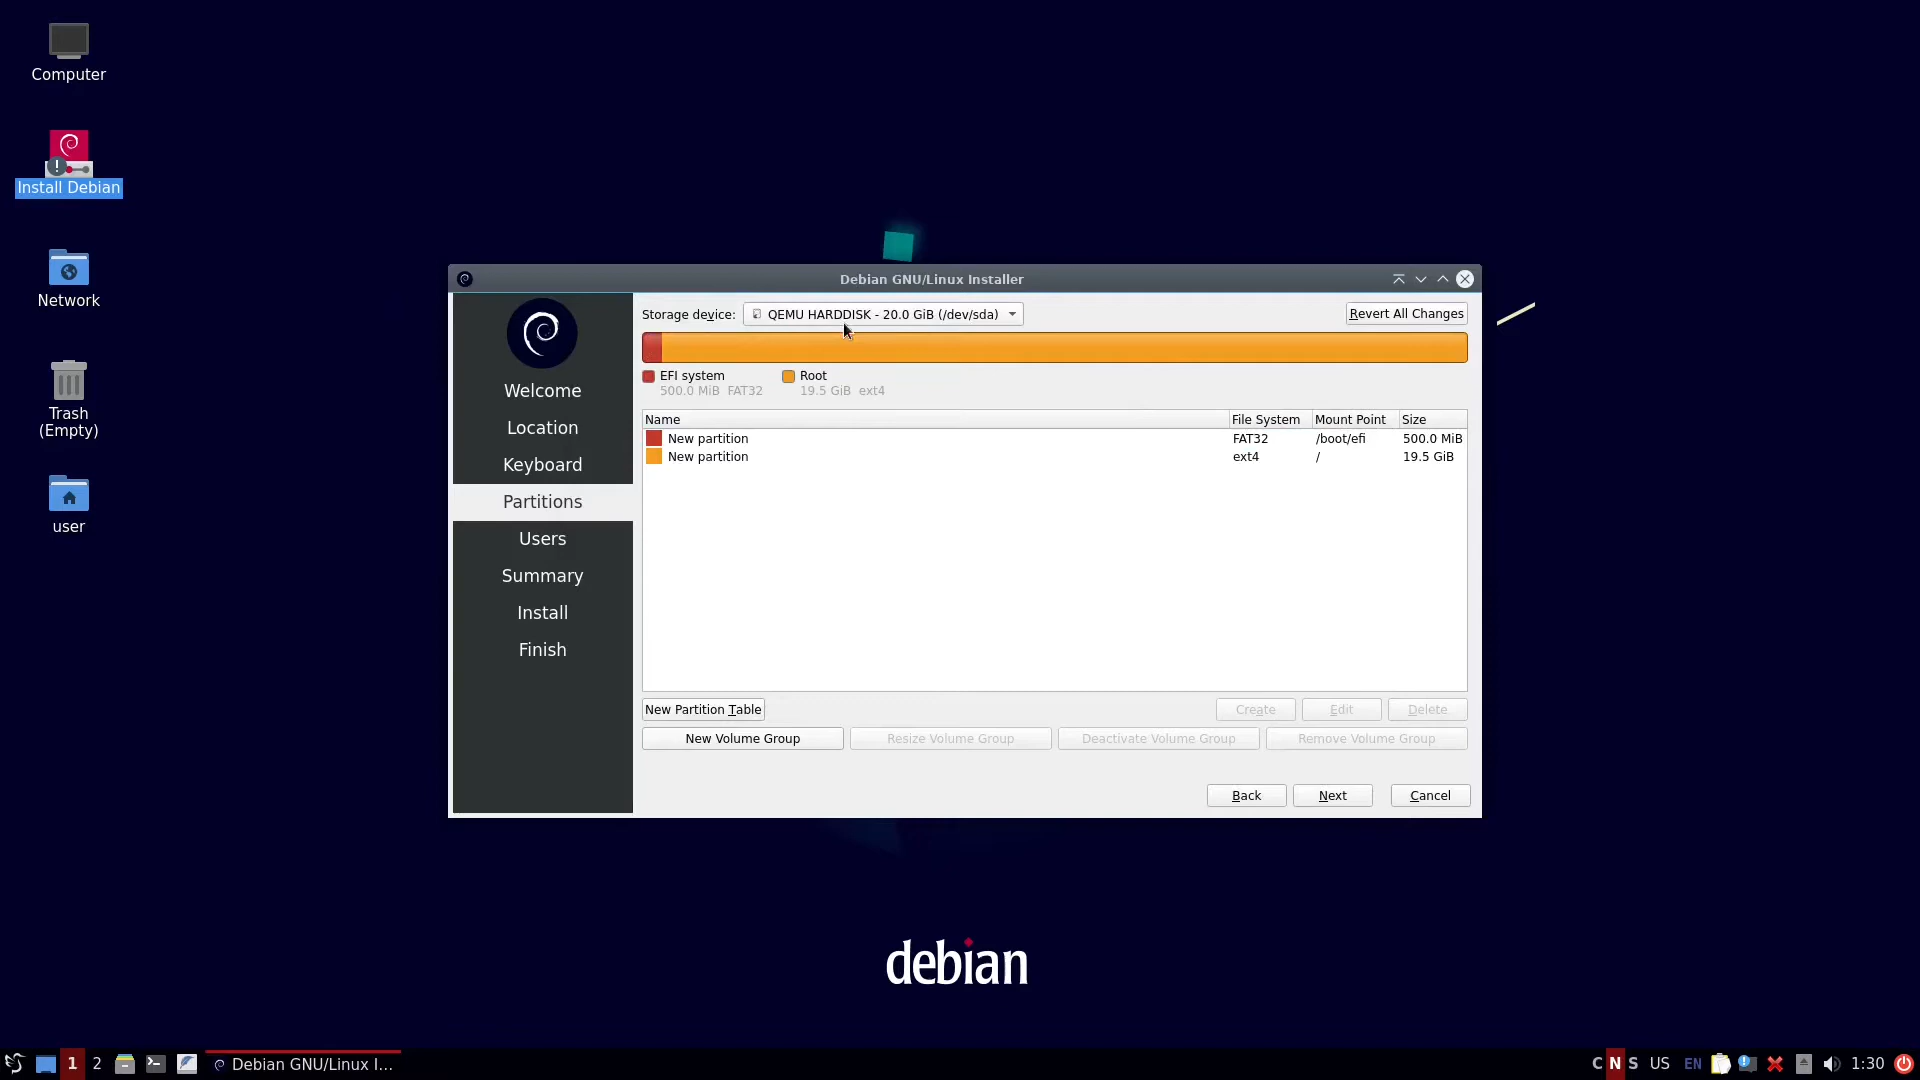 Computer
Install Debian
Network
Trash
(Empty)
user
Debian GNU/Linux Installer
Welcome
Location
Keyboard
Partitions
Users
Summary
Install
Finish
Storage device: QEMU HARDDISK - 20.0 GiB (/dev/sda) Revert All Changes
EFI system Root
500.0 MiB FAT32 19.5 GiB ext4
Name File System Mount Point Size
New partition FAT32 /boot/efi 500.0 MiB
New partition ext4 / 19.5 GiB
New Partition Table Create Edit Delete
New Volume Group Resize Volume Group Deactivate Volume Group Remove Volume Group
Back Next Cancel
debian
1 2 Debian GNU/Linux I... C N S US EN 1:30